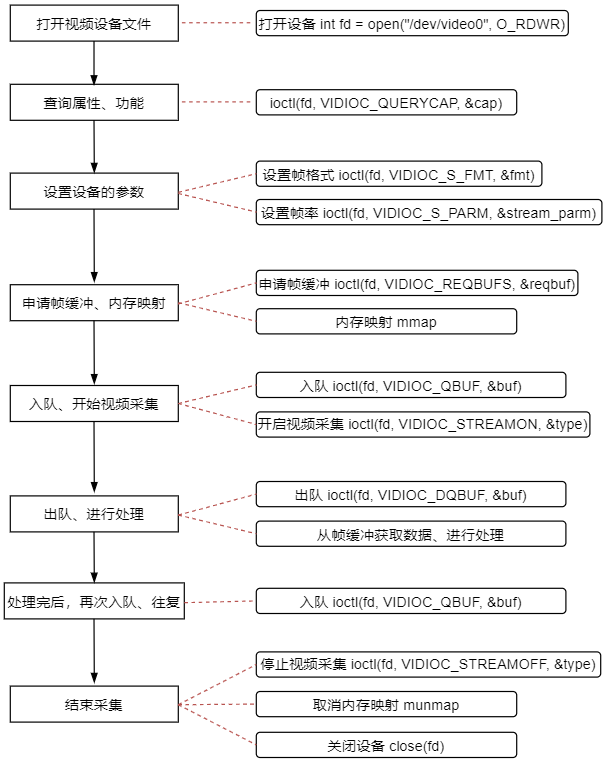 打开视频设备文件
打开设备 int fd = open("/dev/video0", O_RDWR)
查询属性、功能
ioctl(fd, VIDIOC_QUERYCAP, &cap)
设置设备的参数
设置帧格式 ioctl(fd, VIDIOC_S_FMT, &fmt)
设置帧率 ioctl(fd, VIDIOC_S_PARM, &stream_parm)
申请帧缓冲、内存映射
申请帧缓冲 ioctl(fd, VIDIOC_REQBUFS, &reqbuf)
内存映射 mmap
入队、开始视频采集
入队 ioctl(fd, VIDIOC_QBUF, &buf)
开启视频采集 ioctl(fd, VIDIOC_STREAMON, &type)
出队、进行处理
出队 ioctl(fd, VIDIOC_DQBUF, &buf)
从帧缓冲获取数据、进行处理
处理完后，再次入队、往复
入队 ioctl(fd, VIDIOC_QBUF, &buf)
结束采集
停止视频采集 ioctl(fd, VIDIOC_STREAMOFF, &type)
取消内存映射 munmap
关闭设备 close(fd)